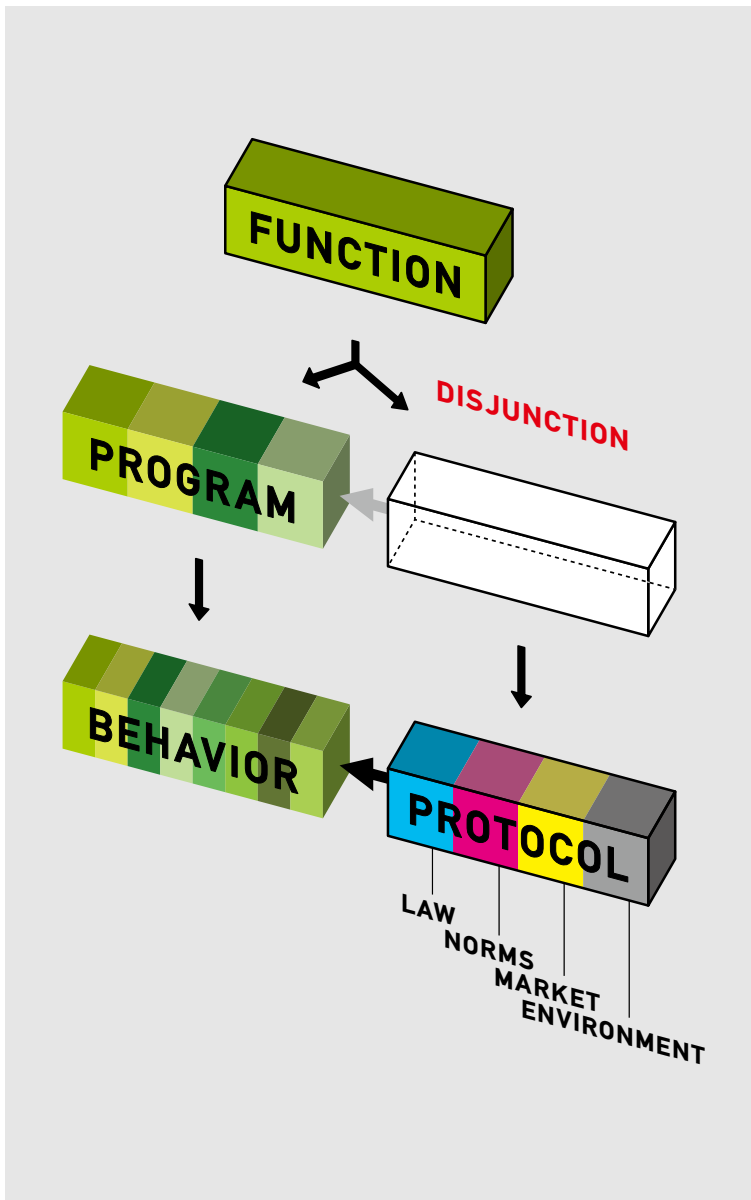 FUNCTION
DISJUNCTION
PROGRAM
BEHAVIOR
PROTOCOL
LAW
NORMS
MARKET
ENVIRONMENT